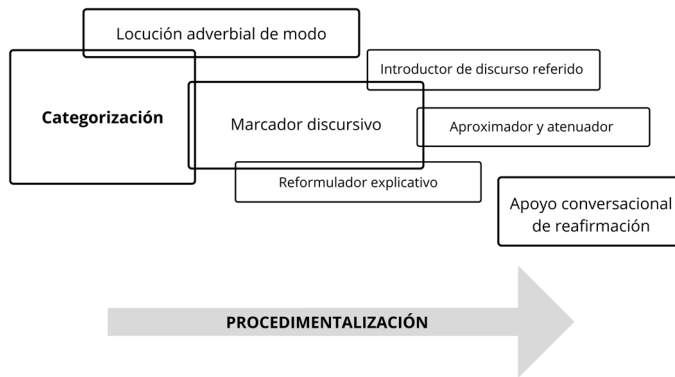 Locución adverbial de modo
Introductor de discurso referido
Categorización
Marcador discursivo
Aproximador y atenuador
Reformulador explicativo
Apoyo conversacional
de reafirmación
PROCEDIMENTALIZACIÓN